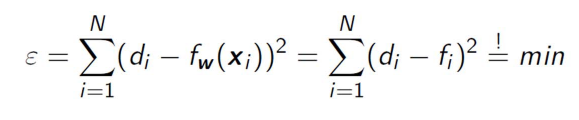 ε = ∑_{i=1}^{N} (d_i − f_𝐰(𝐱_i))² = ∑_{i=1}^{N} (d_i − f_i)² =^! min